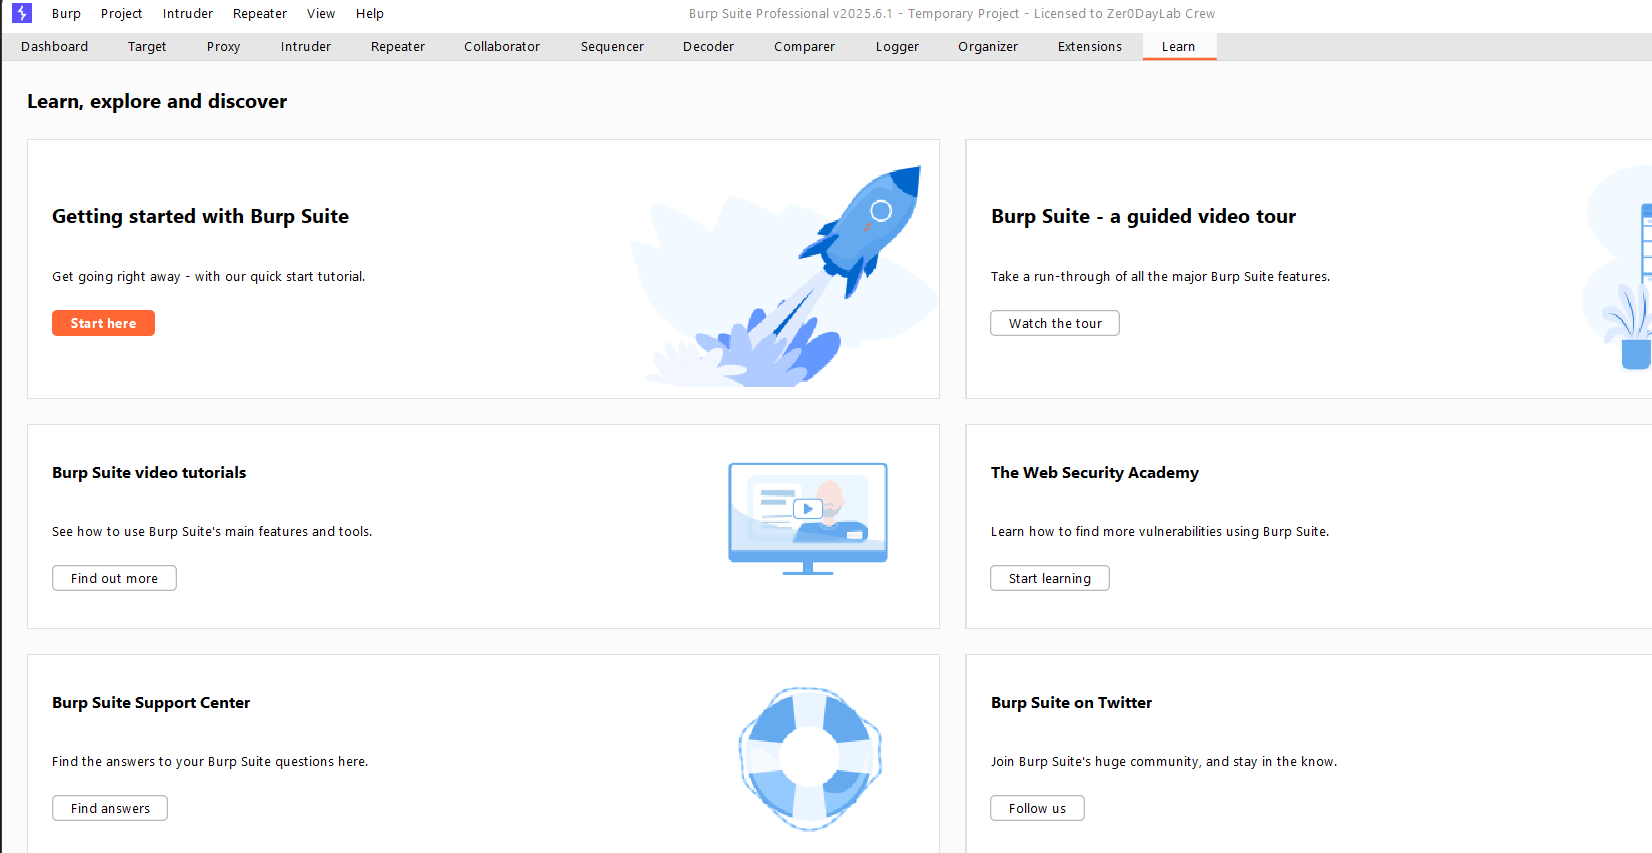 Burp Project Intruder Repeater View Help Burp Suite Professional v2025.6.1 - Temporary Project - Licensed to Zer0DayLab Crew
Dashboard Target Proxy Intruder Repeater Collaborator Sequencer Decoder Comparer Logger Organizer Extensions Learn
Learn, explore and discover
Getting started with Burp Suite
Get going right away - with our quick start tutorial.
Start here
Burp Suite - a guided video tour
Take a run-through of all the major Burp Suite features.
Watch the tour
Burp Suite video tutorials
See how to use Burp Suite's main features and tools.
Find out more
The Web Security Academy
Learn how to find more vulnerabilities using Burp Suite.
Start learning
Burp Suite Support Center
Find the answers to your Burp Suite questions here.
Find answers
Burp Suite on Twitter
Join Burp Suite's huge community, and stay in the know.
Follow us